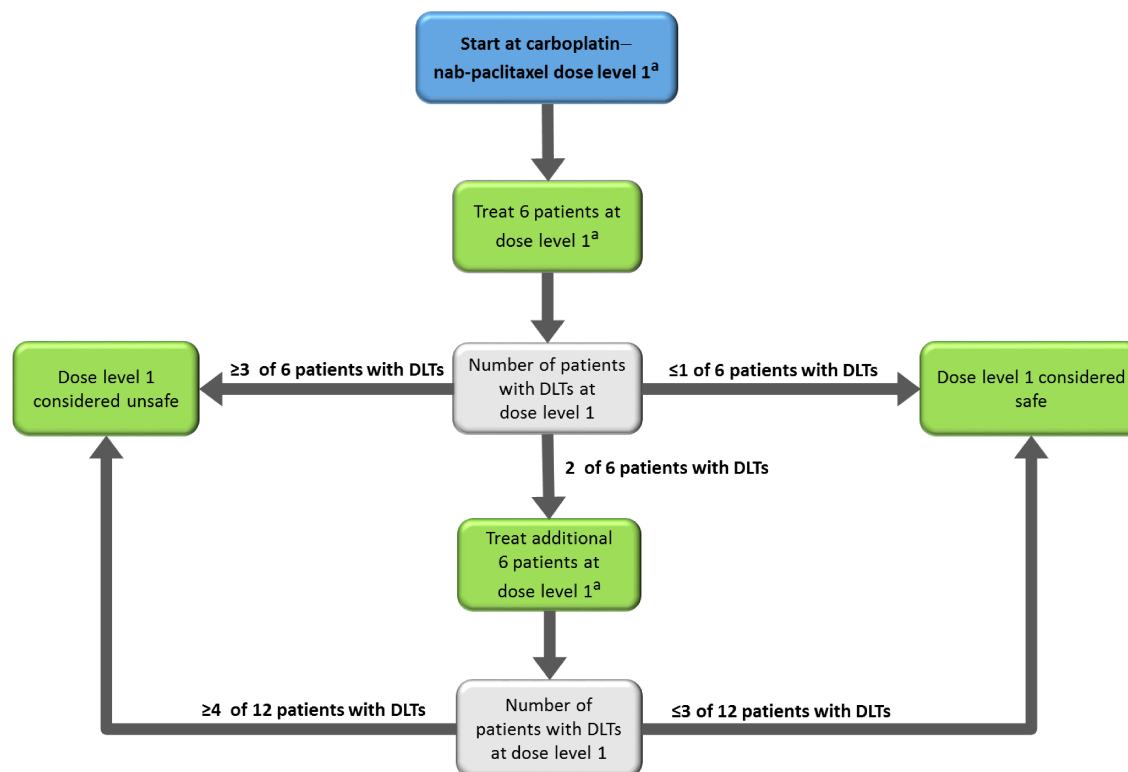 Start at carboplatin–
nab-paclitaxel dose level 1ª
Treat 6 patients at
dose level 1ª
≥3 of 6 patients with DLTs
Number of patients
with DLTs at
dose level 1
≤1 of 6 patients with DLTs
Dose level 1
considered unsafe
Dose level 1 considered
safe
2 of 6 patients with DLTs
Treat additional
6 patients at
dose level 1ª
≥4 of 12 patients with DLTs
Number of
patients with DLTs
at dose level 1
≤3 of 12 patients with DLTs